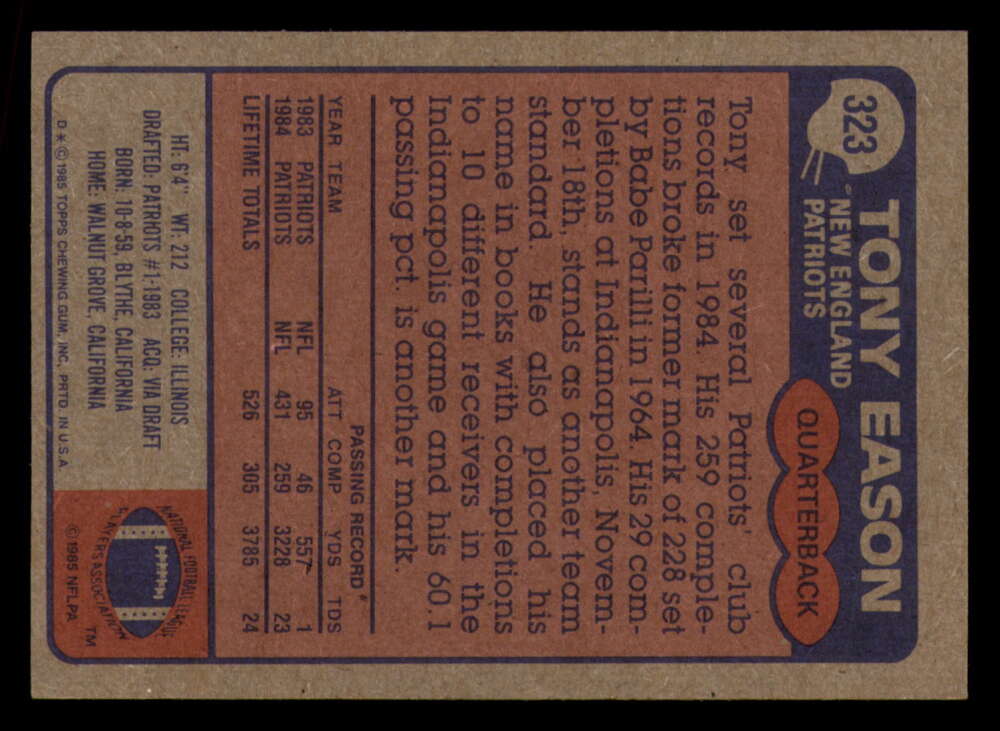 323
TONY EASON
NEW ENGLAND
PATRIOTS
QUARTERBACK
Tony set several Patriots' club
records in 1984. His 259 comple-
tions broke former mark of 228 set
by Babe Parilli in 1964. His 29 com-
pletions at Indianapolis, Novem-
ber 18th, stands as another team
standard. He also placed his
name in books with completions
to 10 different receivers in the
Indianapolis game and his 60.1
passing pct. is another mark.
PASSING RECORD
YEAR TEAM ATT COMP YDS TDS
1983 PATRIOTS NFL 95 46 557 1
1984 PATRIOTS NFL 431 259 3228 23
LIFETIME TOTALS 526 305 3785 24
HT: 6'4" WT: 212 COLLEGE: ILLINOIS
DRAFTED: PATRIOTS #1-1983 ACQ: VIA DRAFT
BORN: 10-8-59, BLYTHE, CALIFORNIA
HOME: WALNUT GROVE, CALIFORNIA
D * © 1985 TOPPS CHEWING GUM, INC. PRTD. IN U.S.A.
NATIONAL FOOTBALL LEAGUE
PLAYERS ASSOCIATION
TM
© 1985 NFLPA